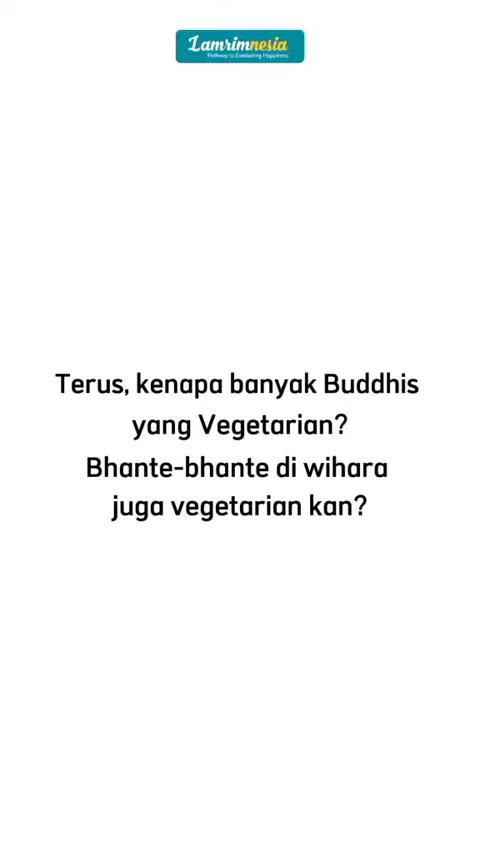 Lamrimnesia
Pathway to Everlasting Happiness
Terus, kenapa banyak Buddhis
yang Vegetarian?
Bhante-bhante di wihara
juga vegetarian kan?